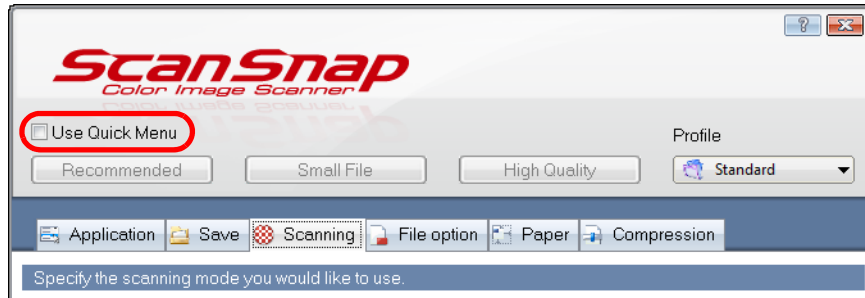 ?
ScanSnap
Color Image Scanner
Use Quick Menu
Profile
Recommended Small File High Quality Standard
Application Save Scanning File option Paper Compression
Specify the scanning mode you would like to use.